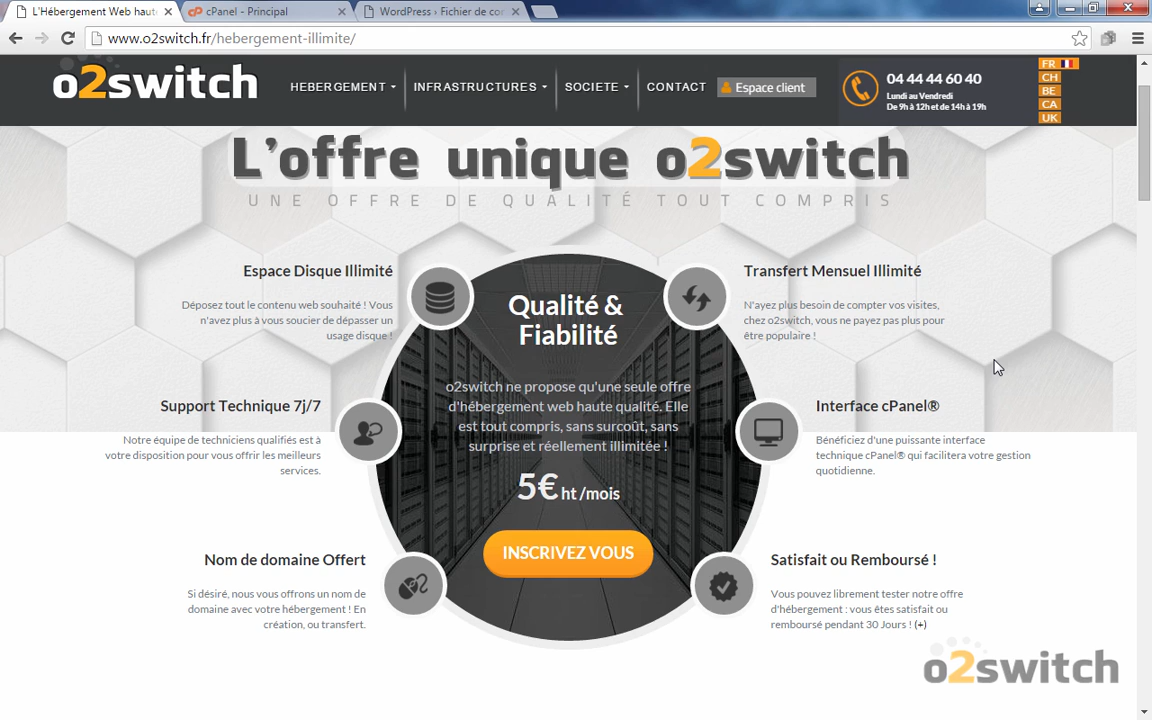 L'Hébergement Web haut
cPanel - Principal
WordPress › Fichier de co
www.o2switch.fr/hebergement-illimite/
o2switch
HEBERGEMENT
INFRASTRUCTURES
SOCIETE
CONTACT
Espace client
04 44 44 60 40
Lundi au Vendredi
De 9h à 12h et de 14h à 19h
FR
CH
BE
CA
UK
L'offre unique o2switch
UNE OFFRE DE QUALITÉ TOUT COMPRIS
Espace Disque Illimité
Déposez tout le contenu web souhaité ! Vous
n'avez plus à vous soucier de dépasser un
usage disque !
Support Technique 7j/7
Notre équipe de techniciens qualifiés est à
votre disposition pour vous offrir les meilleurs
services.
Nom de domaine Offert
Si désiré, nous vous offrons un nom de
domaine avec votre hébergement ! En
création, ou transfert.
Qualité &
Fiabilité
o2switch ne propose qu'une seule offre
d'hébergement web haute qualité. Elle
est tout compris, sans surcoût, sans
surprise et réellement illimitée !
5€ ht /mois
INSCRIVEZ VOUS
Transfert Mensuel Illimité
N'ayez plus besoin de compter vos visites,
chez o2switch, vous ne payez pas plus pour
être populaire !
Interface cPanel®
Bénéficiez d'une puissante interface
technique cPanel® qui facilitera votre gestion
quotidienne.
Satisfait ou Remboursé !
Vous pouvez librement tester notre offre
d'hébergement : vous êtes satisfait ou
remboursé pendant 30 Jours ! (+)
o2switch